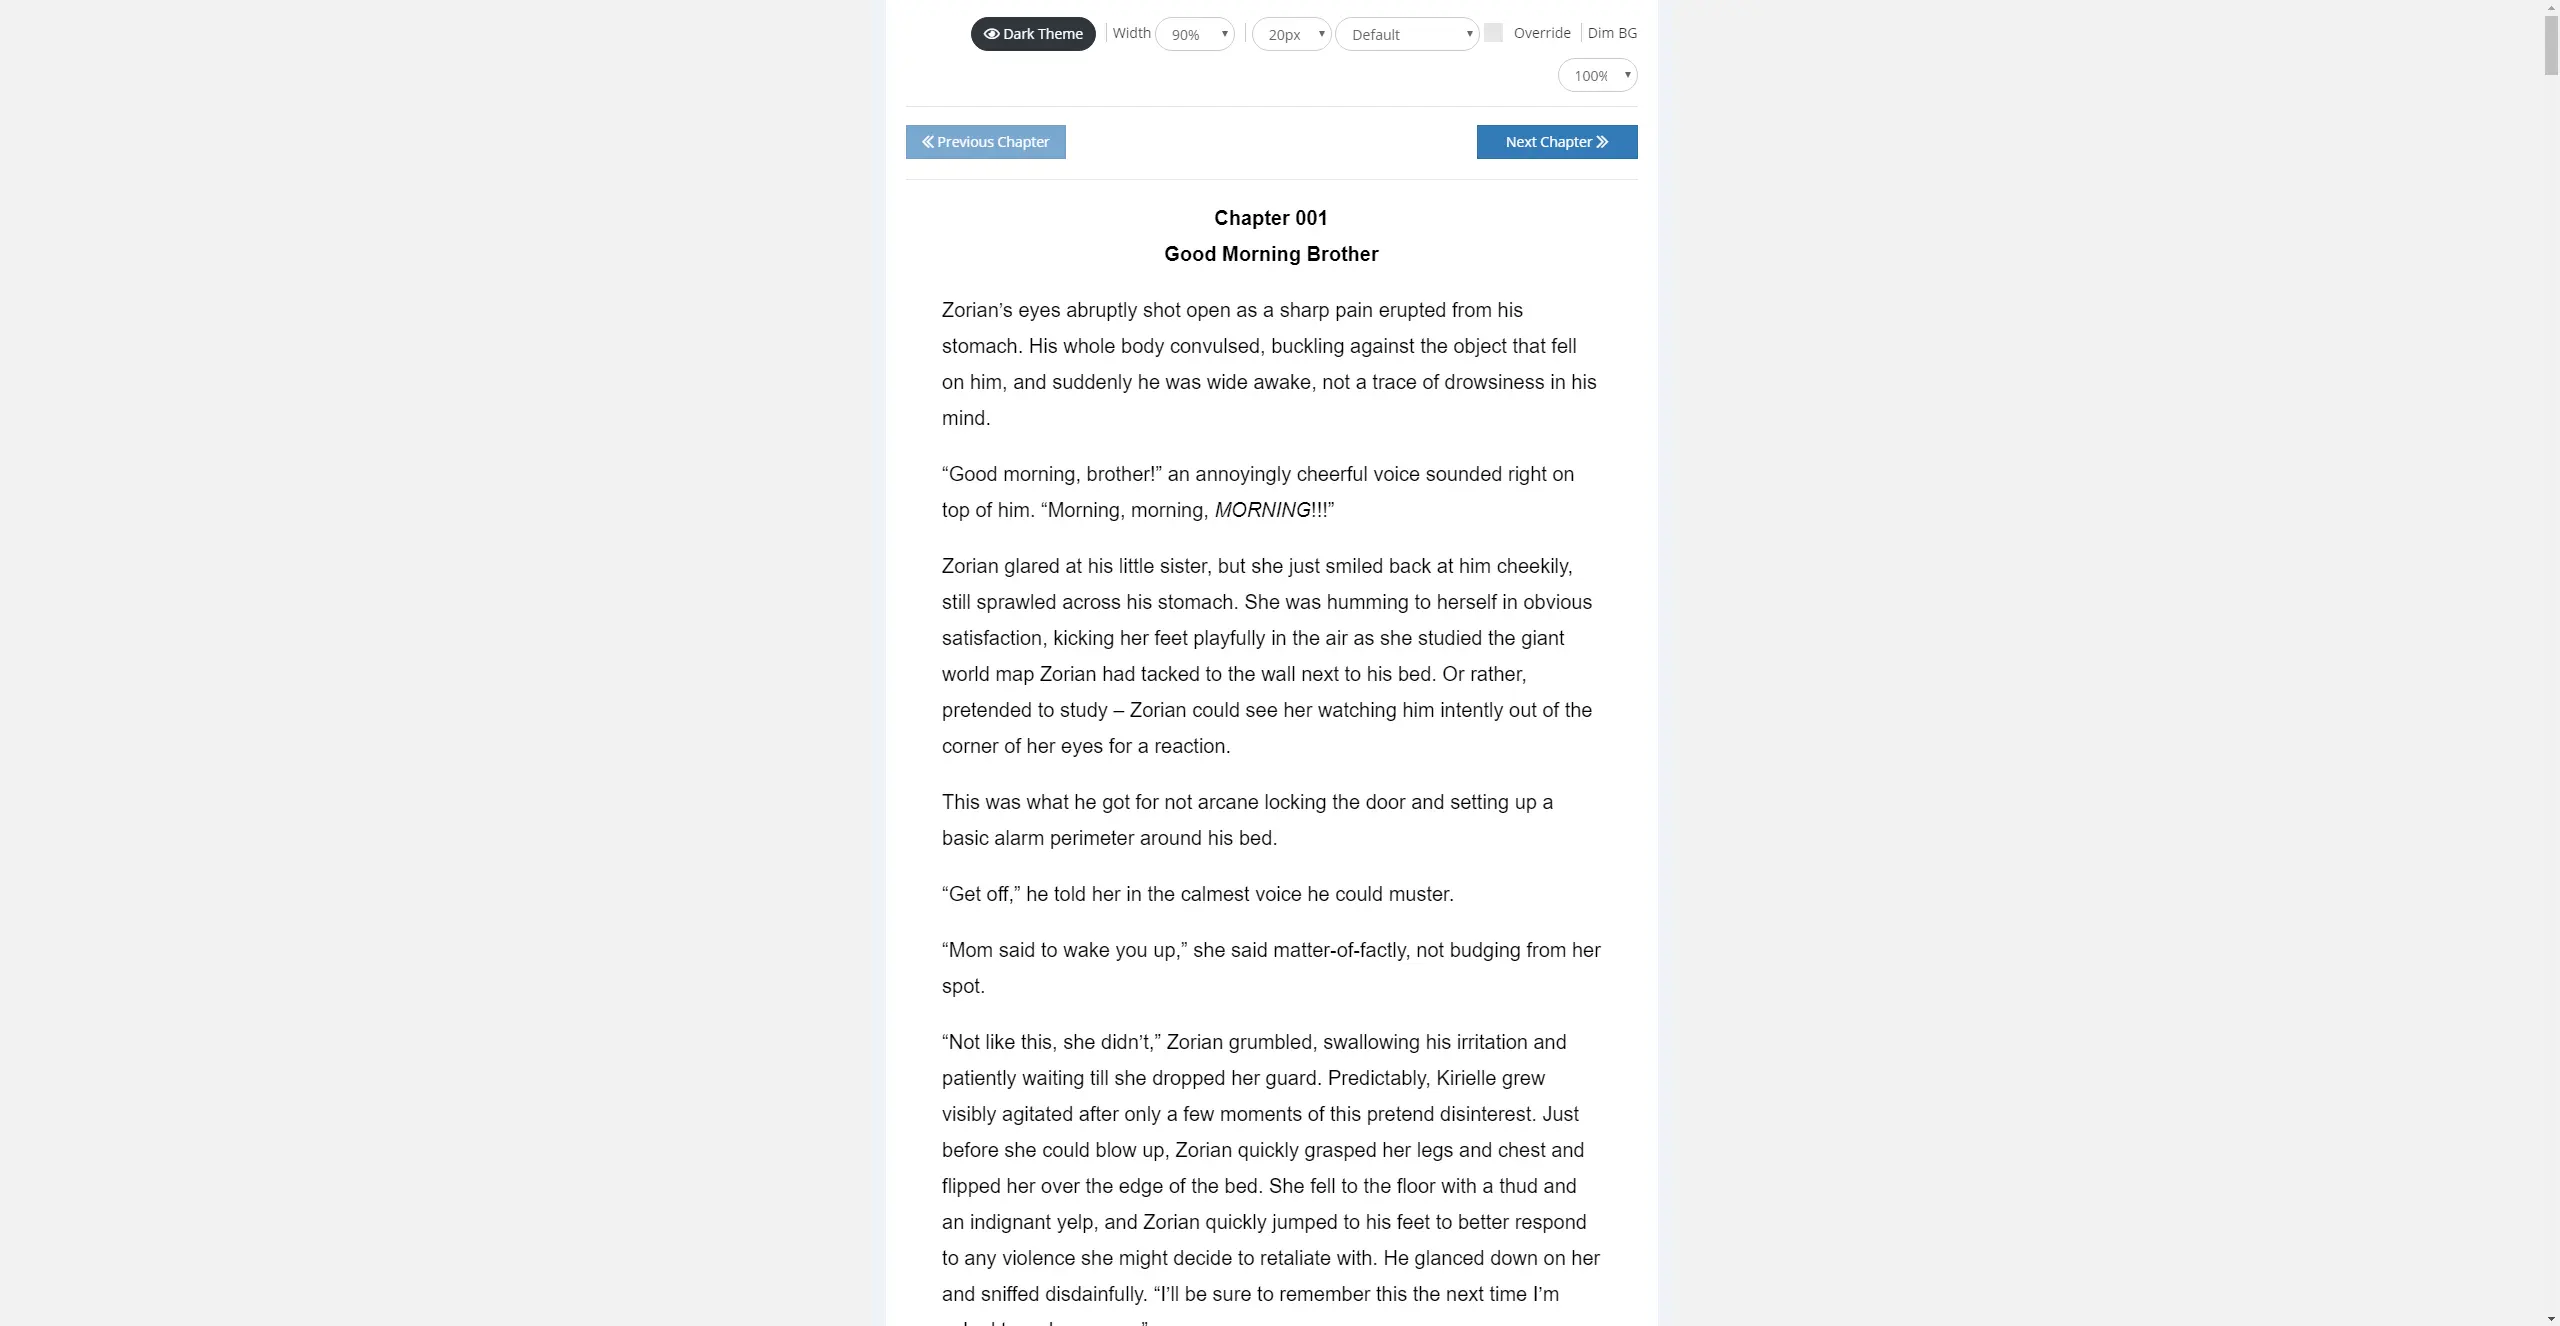 Dark Theme Width 90% 20px Default Override Dim BG
100%
Previous Chapter Next Chapter
Chapter 001
Good Morning Brother
Zorian’s eyes abruptly shot open as a sharp pain erupted from his
stomach. His whole body convulsed, buckling against the object that fell
on him, and suddenly he was wide awake, not a trace of drowsiness in his
mind.
“Good morning, brother!” an annoyingly cheerful voice sounded right on
top of him. “Morning, morning, MORNING!!!”
Zorian glared at his little sister, but she just smiled back at him cheekily,
still sprawled across his stomach. She was humming to herself in obvious
satisfaction, kicking her feet playfully in the air as she studied the giant
world map Zorian had tacked to the wall next to his bed. Or rather,
pretended to study – Zorian could see her watching him intently out of the
corner of her eyes for a reaction.
This was what he got for not arcane locking the door and setting up a
basic alarm perimeter around his bed.
“Get off,” he told her in the calmest voice he could muster.
“Mom said to wake you up,” she said matter-of-factly, not budging from her
spot.
“Not like this, she didn’t,” Zorian grumbled, swallowing his irritation and
patiently waiting till she dropped her guard. Predictably, Kirielle grew
visibly agitated after only a few moments of this pretend disinterest. Just
before she could blow up, Zorian quickly grasped her legs and chest and
flipped her over the edge of the bed. She fell to the floor with a thud and
an indignant yelp, and Zorian quickly jumped to his feet to better respond
to any violence she might decide to retaliate with. He glanced down on her
and sniffed disdainfully. “I’ll be sure to remember this the next time I’m